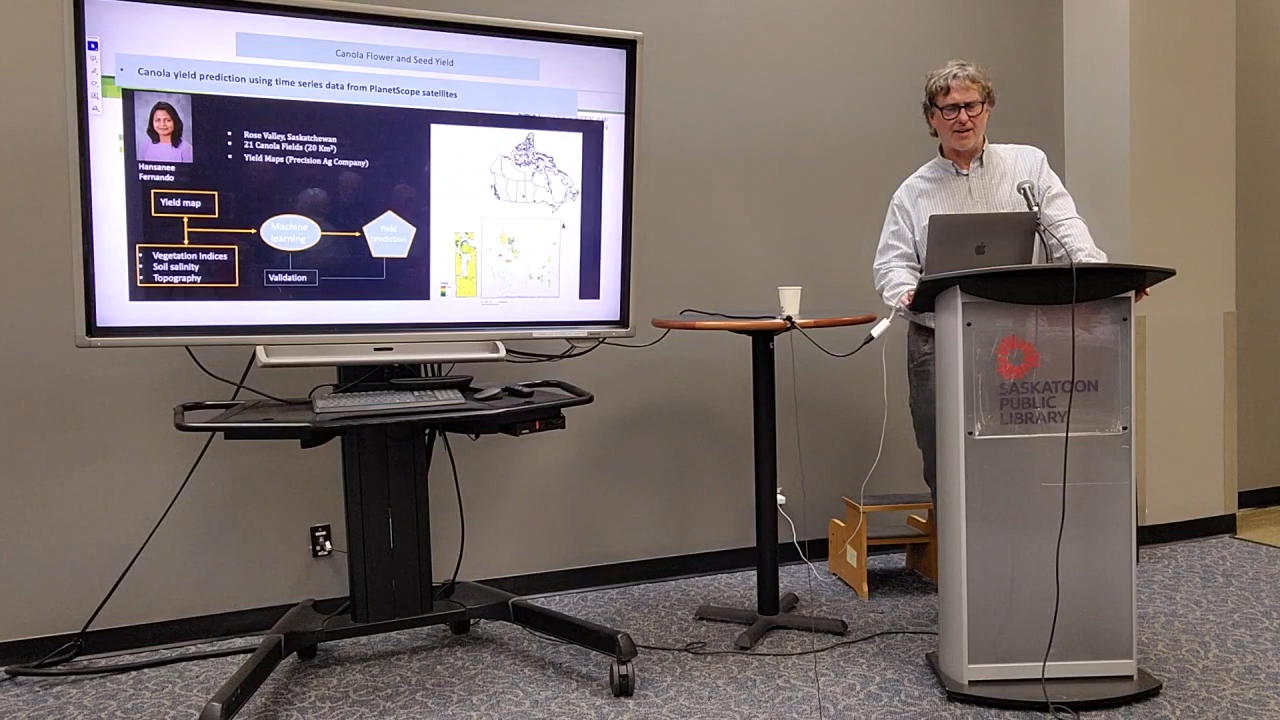 Canola Flower and Seed Yield
• Canola yield prediction using time series data from PlanetScope satellites
Hansanee
Fernando
▪ Rose Valley, Saskatchewan
▪ 21 Canola Fields (20 Km²)
▪ Yield Maps (Precision Ag Company)
Yield map
Machine
learning
Yield
prediction
Vegetation Indices
Soil salinity
Topography
Validation
SASKATOON
PUBLIC
LIBRARY